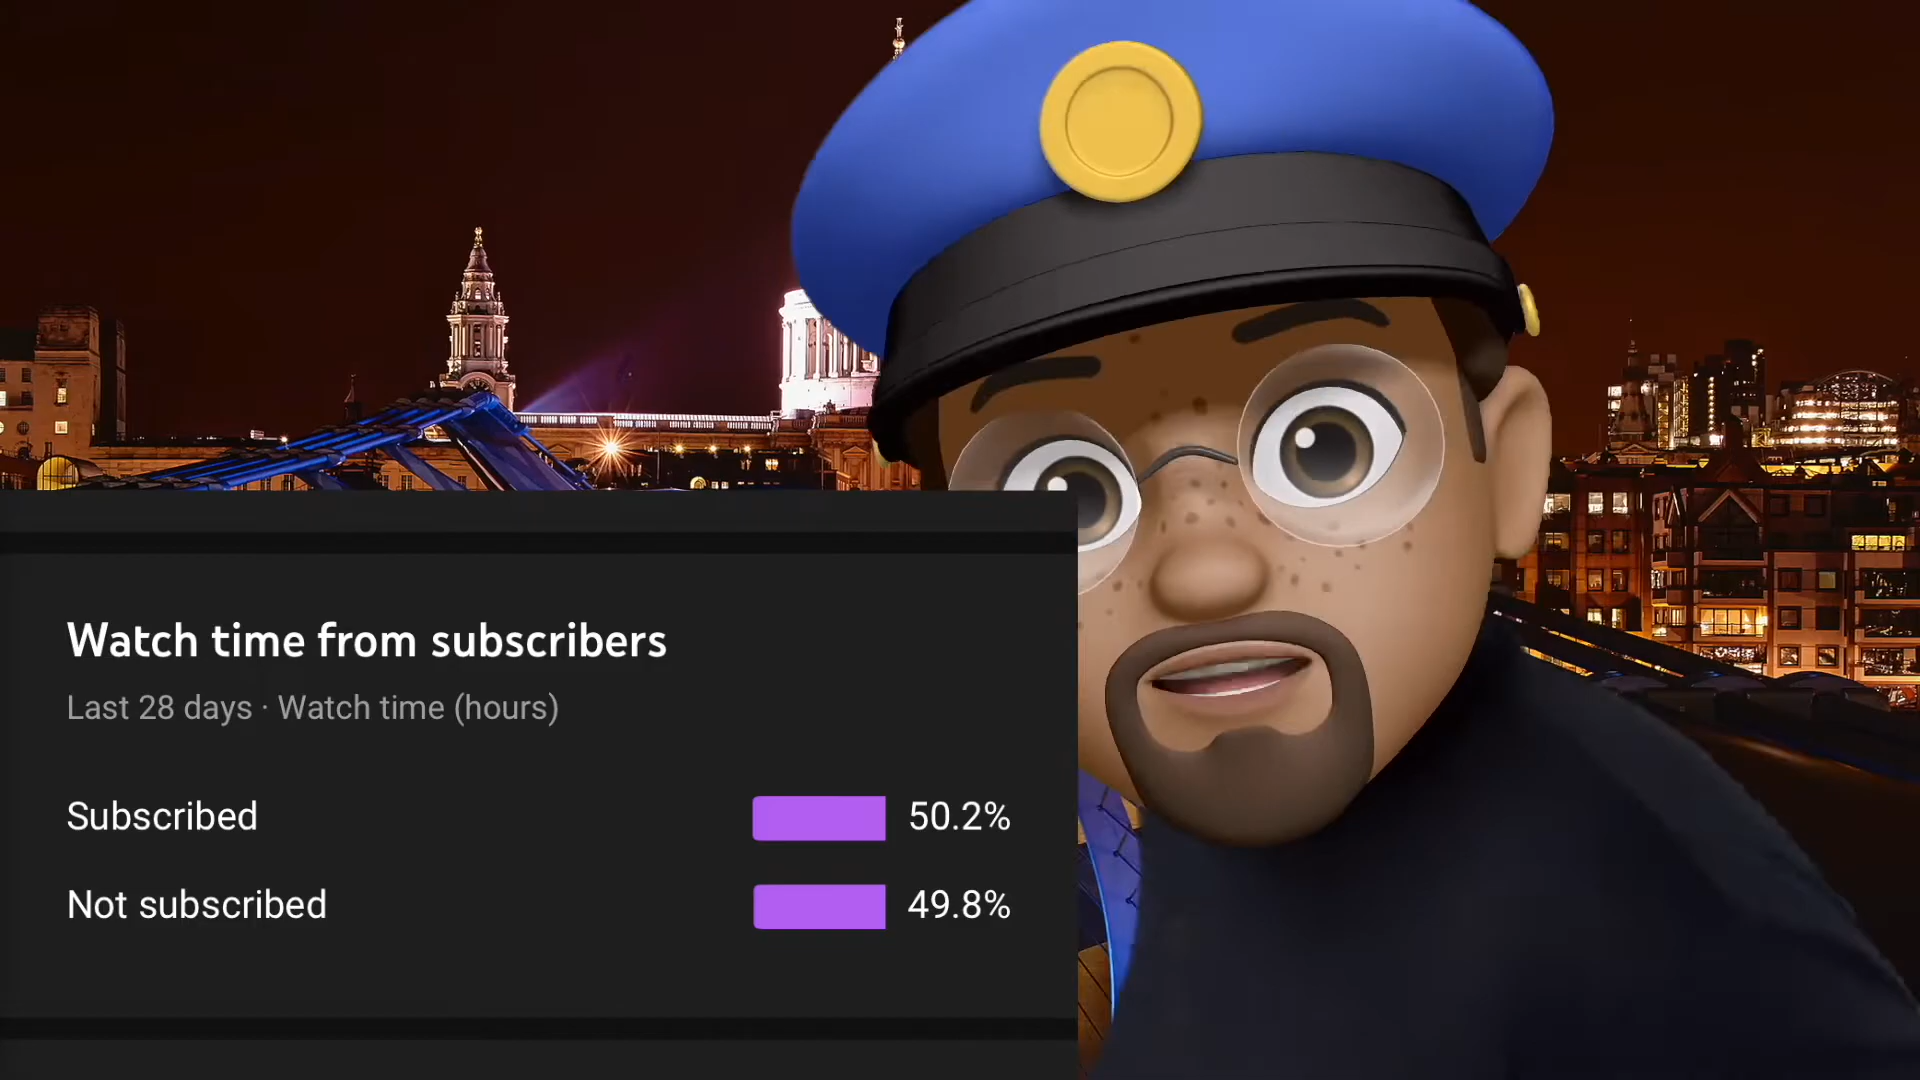 Watch time from subscribers
Last 28 days · Watch time (hours)
Subscribed 50.2%
Not subscribed 49.8%